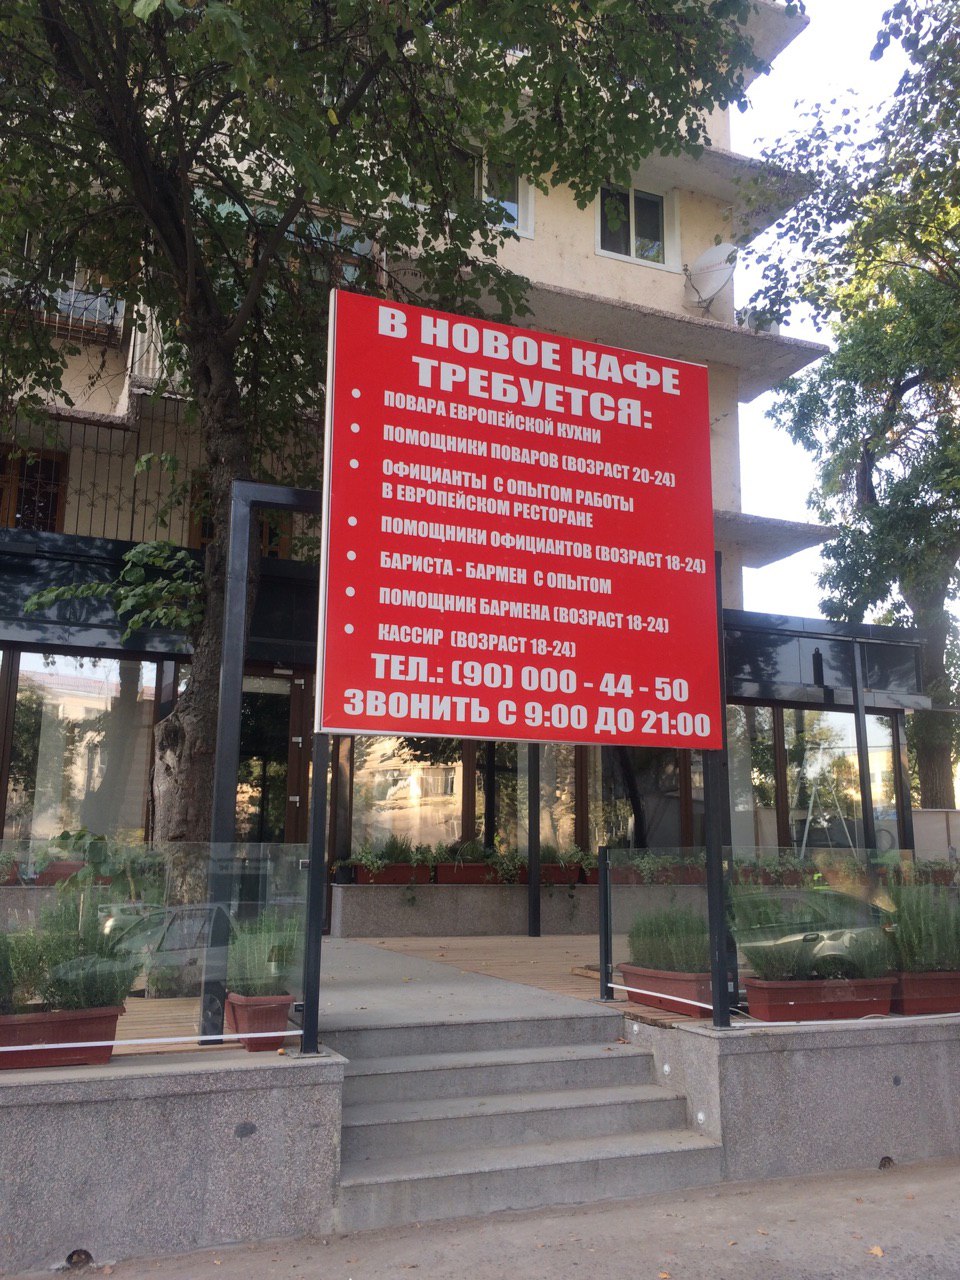 В НОВОЕ КАФЕ
ТРЕБУЕТСЯ:
• ПОВАРА ЕВРОПЕЙСКОЙ КУХНИ
• ПОМОЩНИКИ ПОВАРОВ (ВОЗРАСТ 20-24)
• ОФИЦИАНТЫ С ОПЫТОМ РАБОТЫ
В ЕВРОПЕЙСКОМ РЕСТОРАНЕ
• ПОМОЩНИКИ ОФИЦИАНТОВ (ВОЗРАСТ 18-24)
• БАРИСТА - БАРМЕН С ОПЫТОМ
• ПОМОЩНИК БАРМЕНА (ВОЗРАСТ 18-24)
• КАССИР (ВОЗРАСТ 18-24)
ТЕЛ.: (90) 000 - 44 - 50
ЗВОНИТЬ С 9:00 ДО 21:00